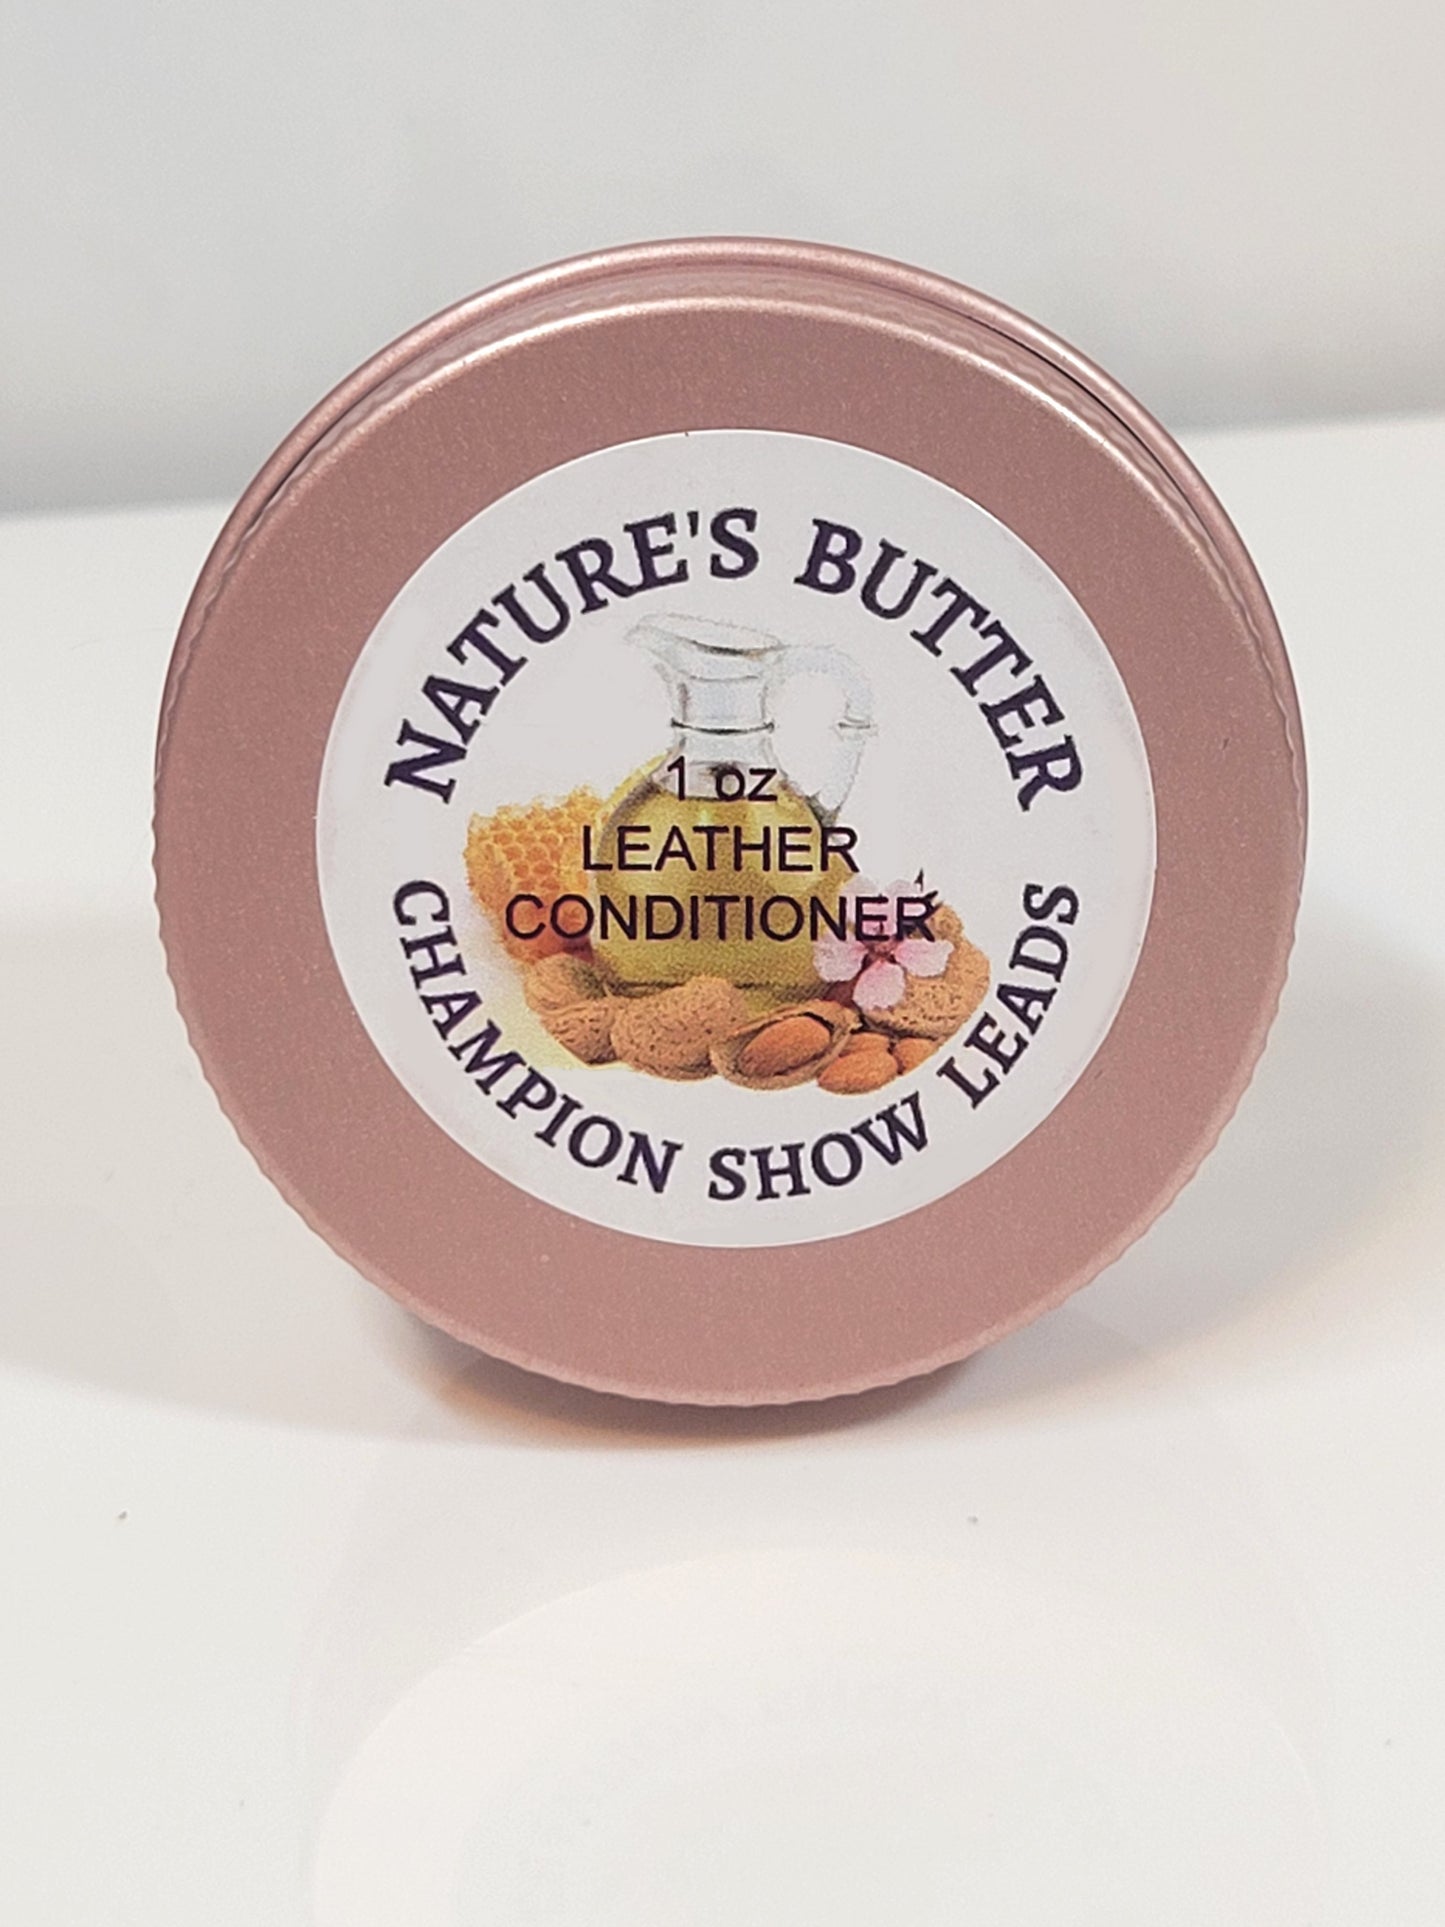 NATURE'S BUTTER
1 oz
LEATHER
CONDITIONER
CHAMPION SHOW LEADS